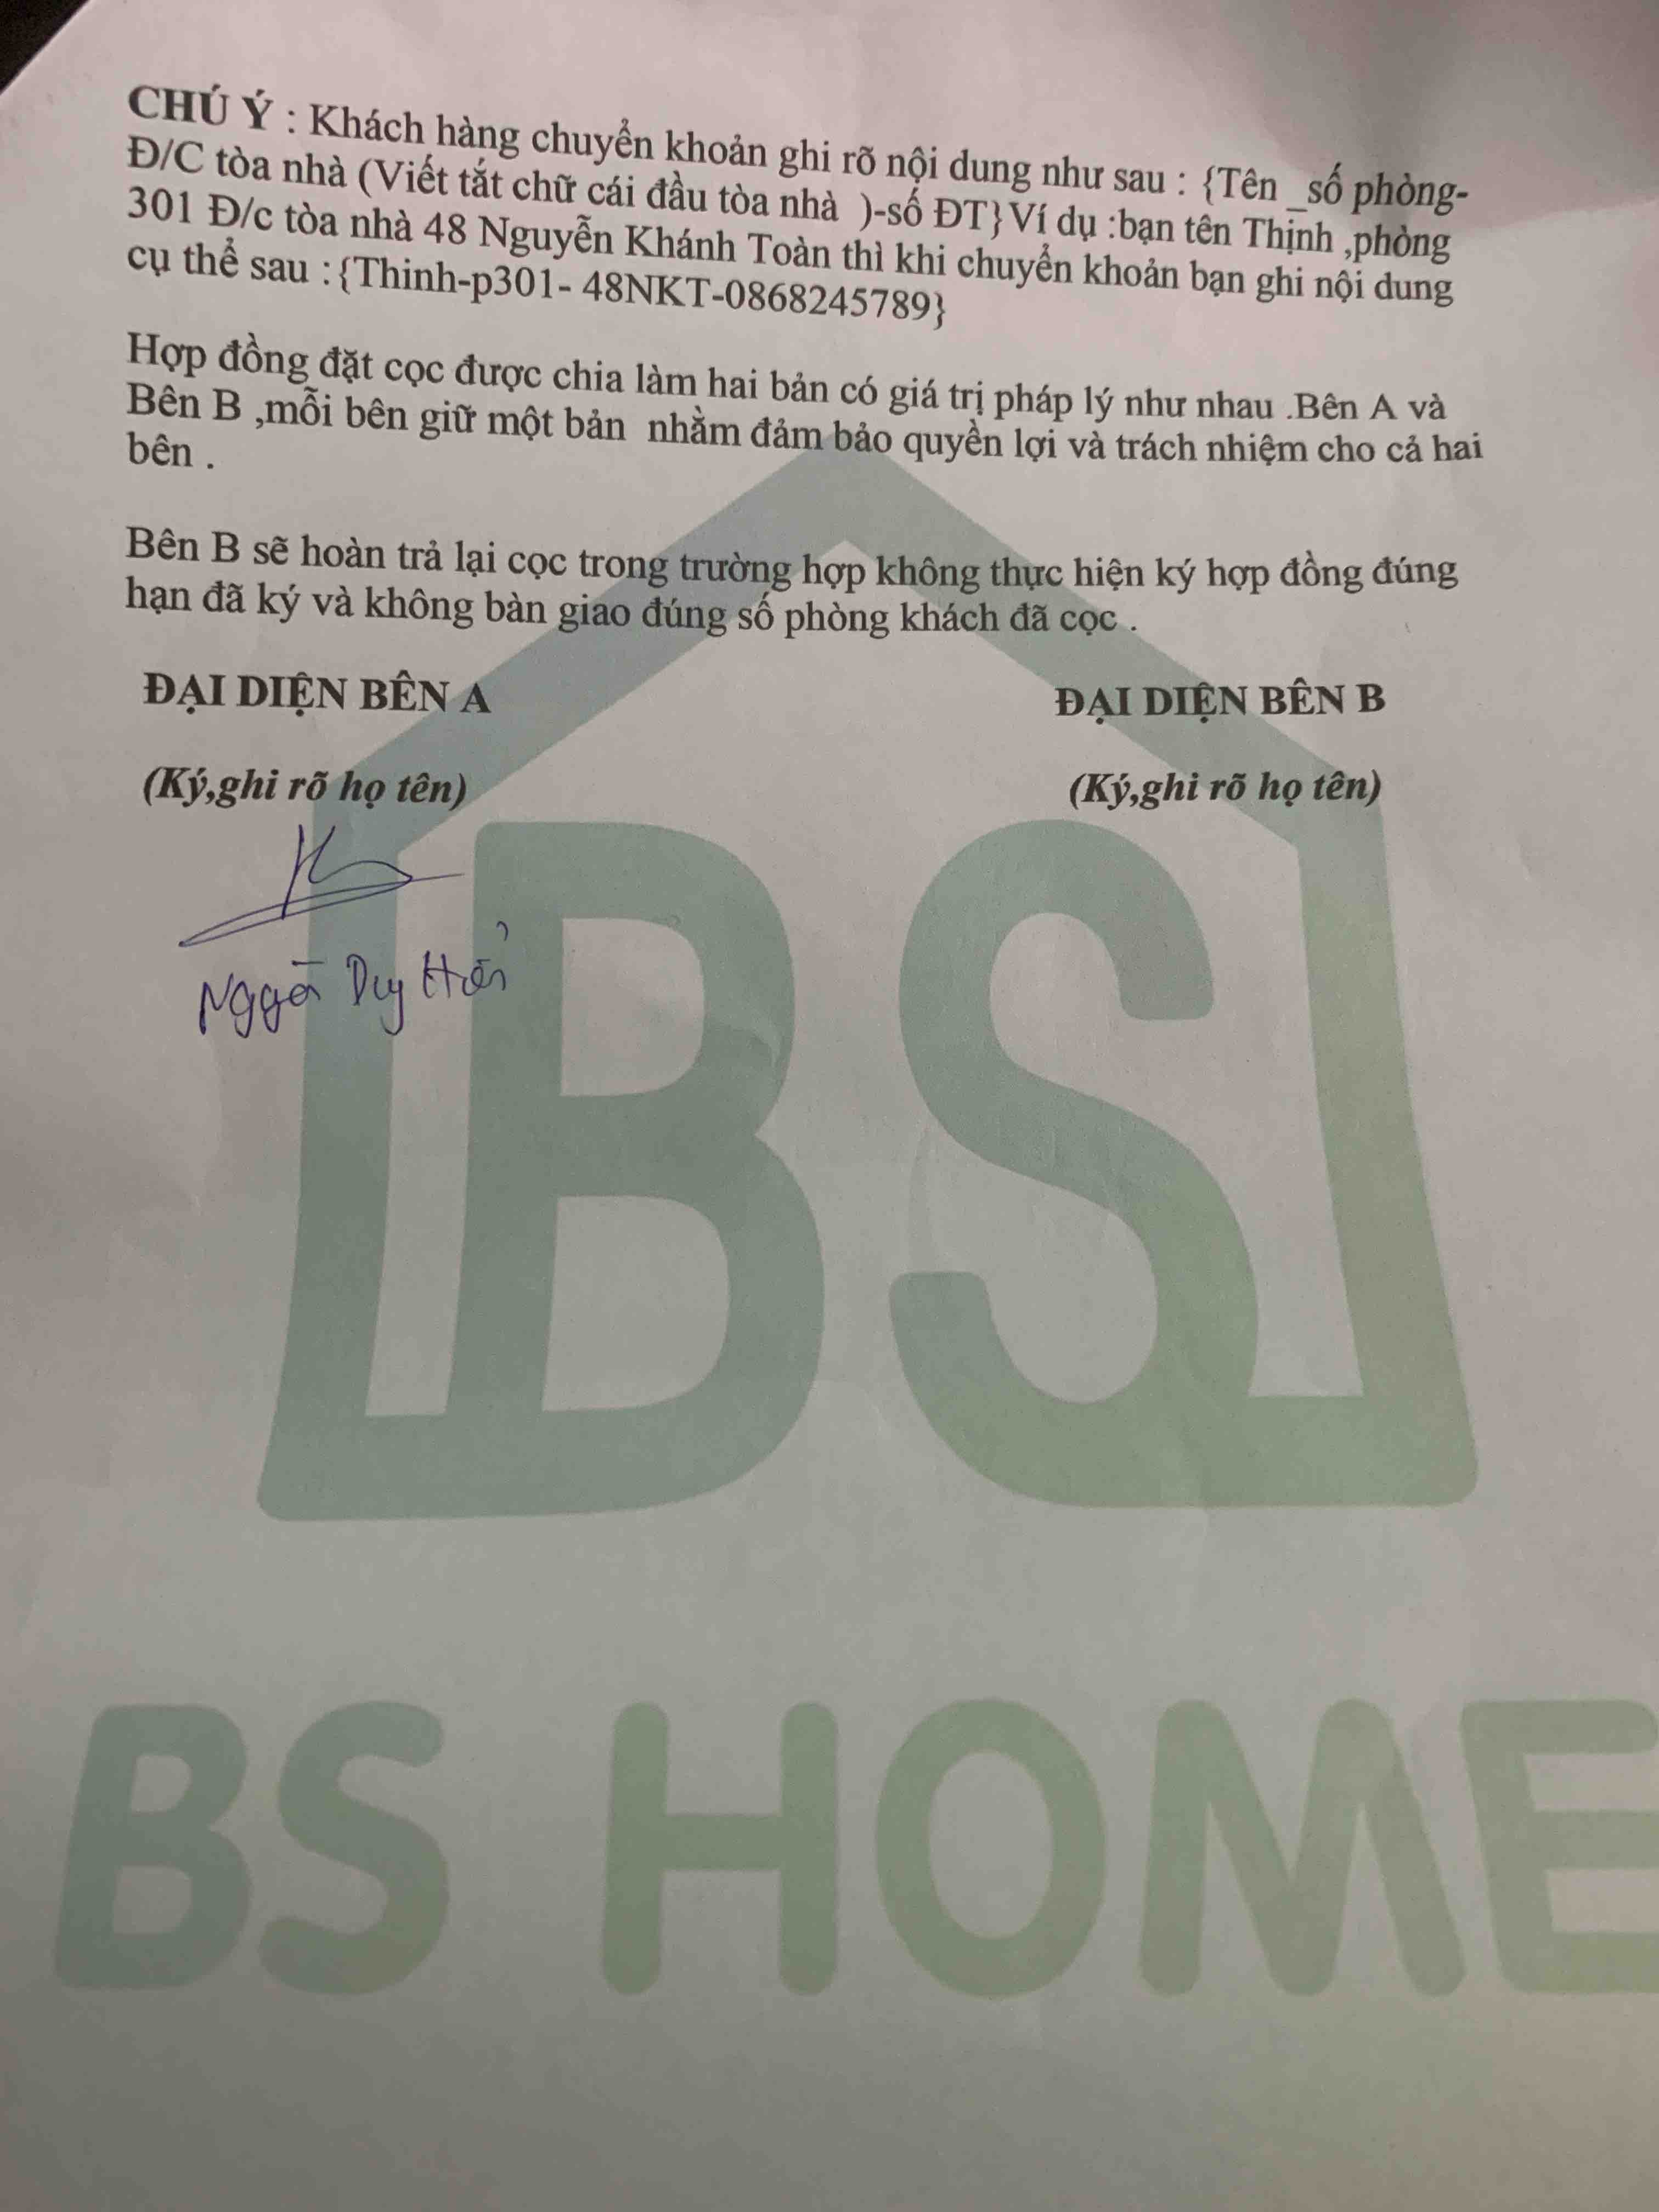 CHÚ Ý : Khách hàng chuyển khoản ghi rõ nội dung như sau : {Tên _số phòng-
Đ/C tòa nhà (Viết tắt chữ cái đầu tòa nhà )-số ĐT}Ví dụ :bạn tên Thịnh ,phòng
301 Đ/c tòa nhà 48 Nguyễn Khánh Toàn thì khi chuyển khoản bạn ghi nội dung
cụ thể sau :{Thinh-p301- 48NKT-0868245789}
Hợp đồng đặt cọc được chia làm hai bản có giá trị pháp lý như nhau .Bên A và
Bên B ,mỗi bên giữ một bản nhằm đảm bảo quyền lợi và trách nhiệm cho cả hai
bên .
Bên B sẽ hoàn trả lại cọc trong trường hợp không thực hiện ký hợp đồng đúng
hạn đã ký và không bàn giao đúng số phòng khách đã cọc .
ĐẠI DIỆN BÊN A
ĐẠI DIỆN BÊN B
(Ký,ghi rõ họ tên)
(Ký,ghi rõ họ tên)
Duy
BS
BS HOME